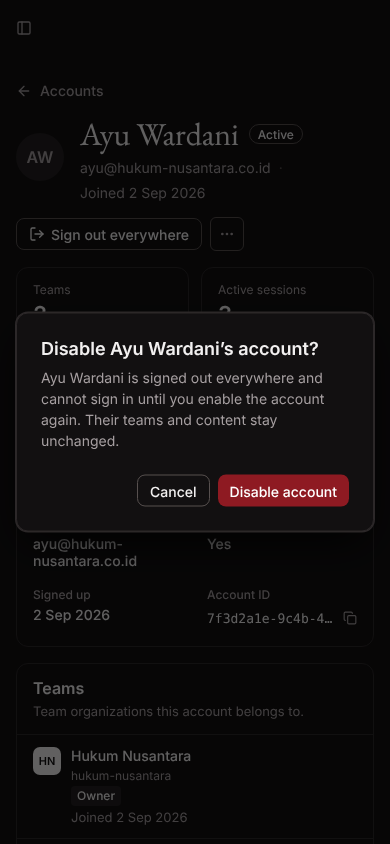 Accounts
AW
Ayu Wardani
Active
ayu@hukum-nusantara.co.id ·
Joined 2 Sep 2026
Sign out everywhere
Teams
Active sessions
Disable Ayu Wardani’s account?
Ayu Wardani is signed out everywhere and
cannot sign in until you enable the account
again. Their teams and content stay
unchanged.
Cancel
Disable account
ayu@hukum-
nusantara.co.id
Yes
Signed up
Account ID
2 Sep 2026
7f3d2a1e-9c4b-4…
Teams
Team organizations this account belongs to.
HN
Hukum Nusantara
hukum-nusantara
Owner
Joined 2 Sep 2026